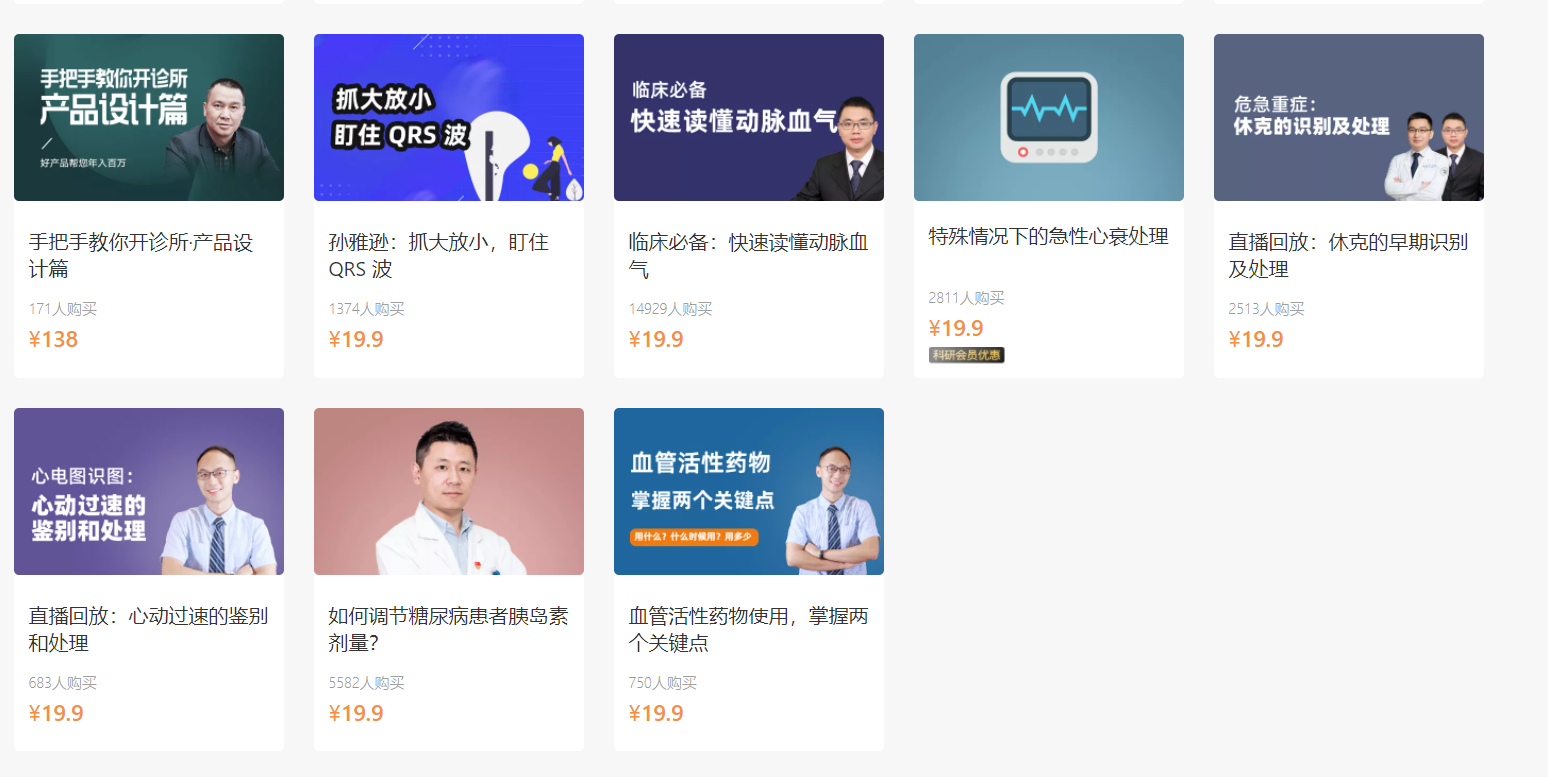 手把手教你开诊所
产品设计篇
好产品帮您年入百万
手把手教你开诊所·产品设
计篇
171人购买
¥138
抓大放小
盯住 QRS 波
孙雅逊：抓大放小，盯住
QRS 波
1374人购买
¥19.9
临床必备
快速读懂动脉血气
临床必备：快速读懂动脉血
气
14929人购买
¥19.9
特殊情况下的急性心衰处理
2811人购买
¥19.9
科研会员优惠
危急重症：
休克的识别及处理
直播回放：休克的早期识别
及处理
2513人购买
¥19.9
心电图识图：
心动过速的
鉴别和处理
直播回放：心动过速的鉴别
和处理
683人购买
¥19.9
如何调节糖尿病患者胰岛素
剂量？
5582人购买
¥19.9
血管活性药物
掌握两个关键点
用什么？什么时候用？用多少
血管活性药物使用，掌握两
个关键点
750人购买
¥19.9